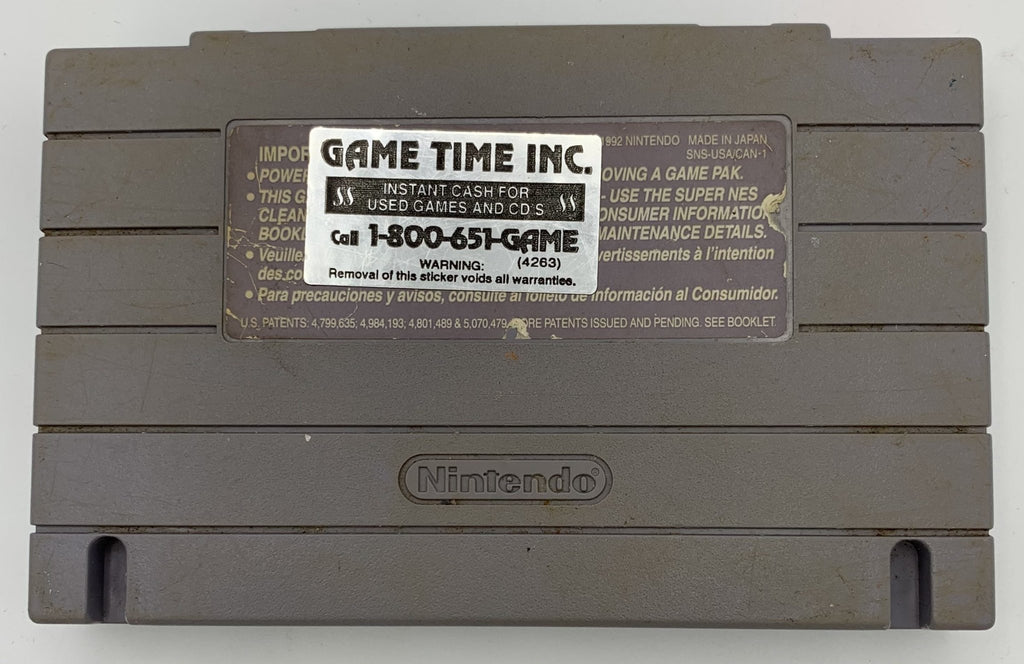 GAME TIME INC.
$$ INSTANT CASH FOR $$
USED GAMES AND CD'S
Call 1-800-651-GAME
(4263)
WARNING:
Removal of this sticker voids all warranties.
1992 NINTENDO MADE IN JAPAN
SNS-USA/CAN-1
IMPOR
• POWER OVING A GAME PAK.
• THIS G - USE THE SUPER NES
CLEAN ONSUMER INFORMATIO
BOOKL MAINTENANCE DETAILS.
• Veuille vertissements à l'intention
des co
• Para precauciones y avisos, consulte al folleto de información al Consumidor.
U.S. PATENTS: 4,799,635; 4,984,193; 4,801,489 & 5,070,479. MORE PATENTS ISSUED AND PENDING. SEE BOOKLET
Nintendo®